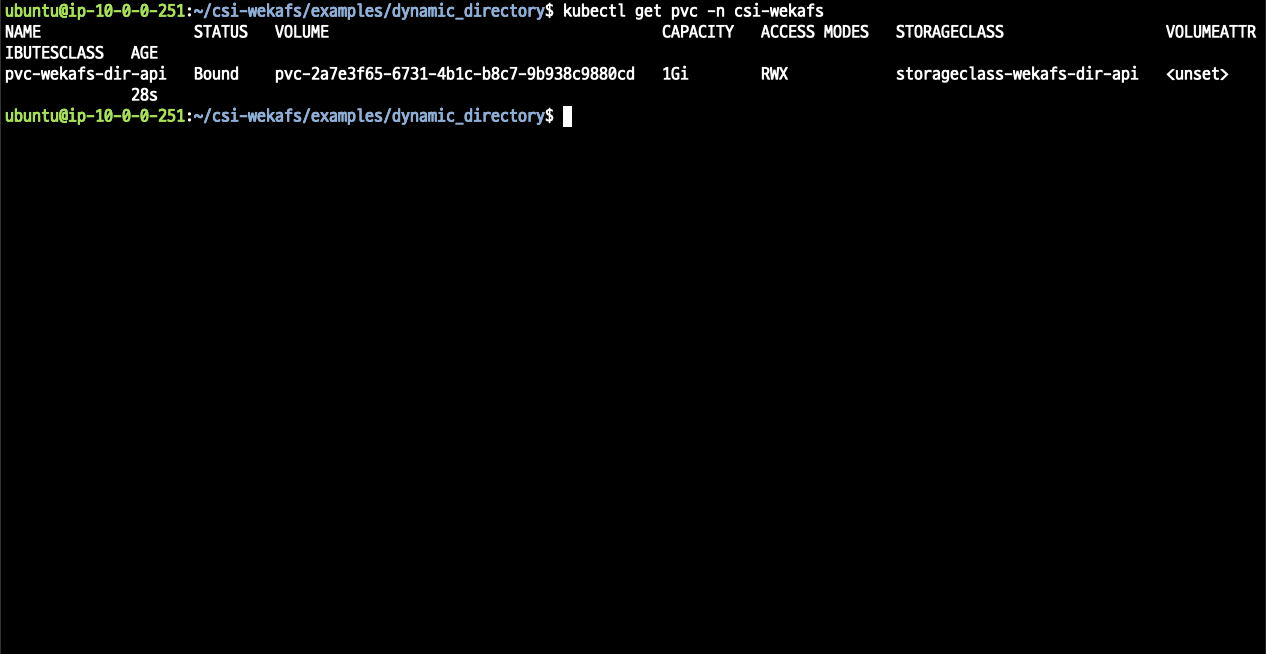 ubuntu@ip-10-0-0-251:~/csi-wekafs/examples/dynamic_directory$ kubectl get pvc -n csi-wekafs
NAME                 STATUS   VOLUME                                     CAPACITY   ACCESS MODES   STORAGECLASS                  VOLUMEATTR
IBUTESCLASS   AGE
pvc-wekafs-dir-api   Bound    pvc-2a7e3f65-6731-4b1c-b8c7-9b938c9880cd   1Gi        RWX            storageclass-wekafs-dir-api   <unset>
              28s
ubuntu@ip-10-0-0-251:~/csi-wekafs/examples/dynamic_directory$